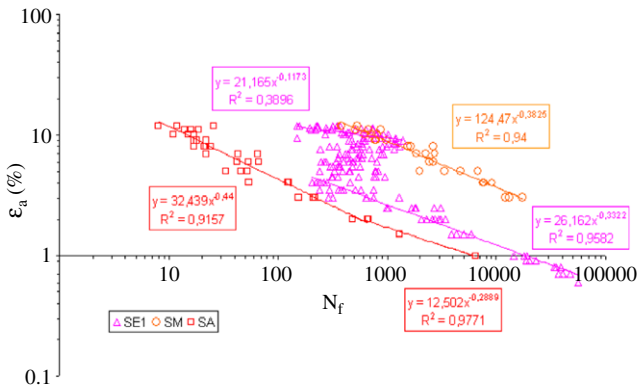 100
y = 21,165x^-0,1173
R² = 0,3896
y = 124,47x^-0,3825
R² = 0,94
10
εa (%)
y = 32,439x^-0,44
R² = 0,9157
y = 26,162x^-0,3322
R² = 0,9582
1
10 100 1000 10000 100000
Nf
y = 12,502x^-0,2889
R² = 0,9771
SE1 SM SA
0.1